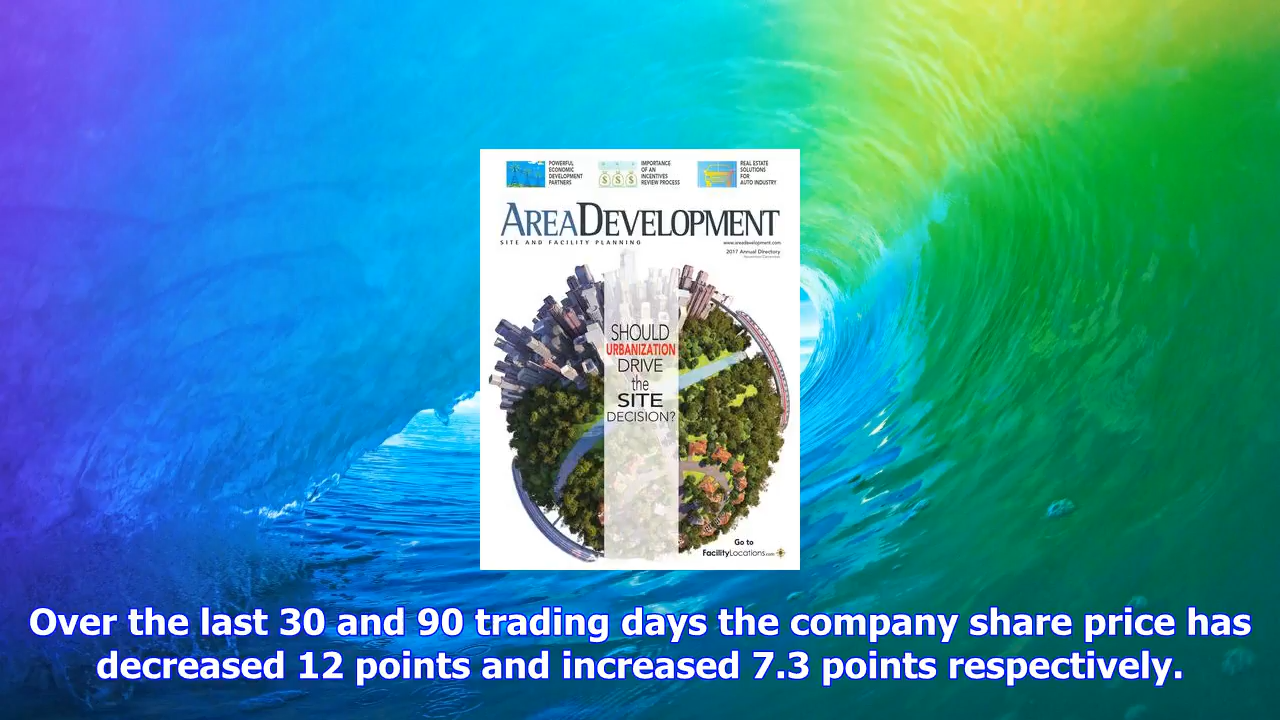 POWERFUL
ECONOMIC
DEVELOPMENT
PARTNERS
IMPORTANCE
OF AN
INCENTIVES
REVIEW PROCESS
REAL ESTATE
SOLUTIONS
FOR
AUTO INDUSTRY
$ $ $
AREADEVELOPMENT
SITE AND FACILITY PLANNING
www.areadevelopment.com
2017 Annual Directory
SHOULD
URBANIZATION
DRIVE
the
SITE
DECISION?
Go to
FacilityLocations.com
Over the last 30 and 90 trading days the company share price has
decreased 12 points and increased 7.3 points respectively.